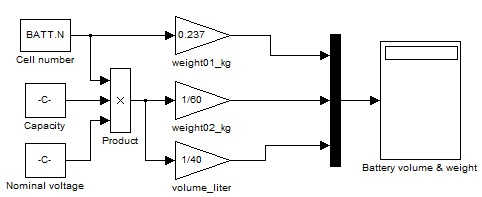 BATT.N
Cell number
0.237
weight01_kg
-C-
Capacity
×
Product
1/60
weight02_kg
-C-
Nominal voltage
1/40
volume_liter
Battery volume & weight